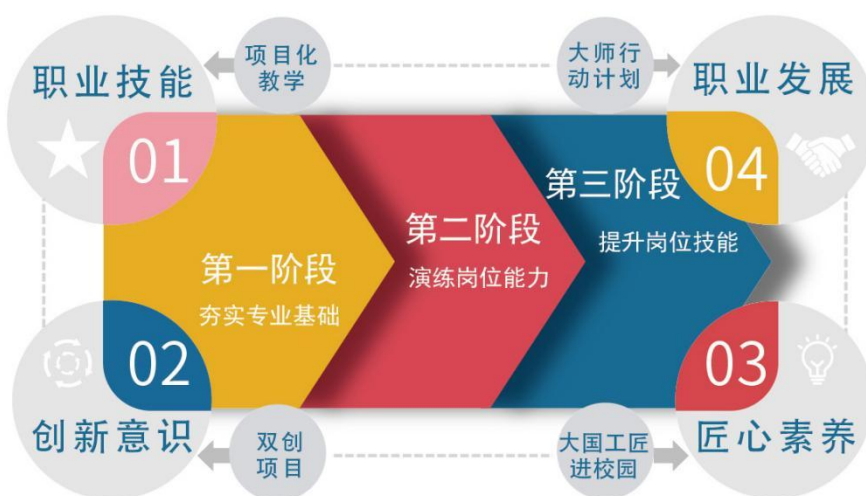 职业技能
01
项目化
教学
大师行
动计划
职业发展
04
第一阶段
夯实专业基础
第二阶段
演练岗位能力
第三阶段
提升岗位技能
02
创新意识
双创
项目
大国工匠
进校园
03
匠心素养